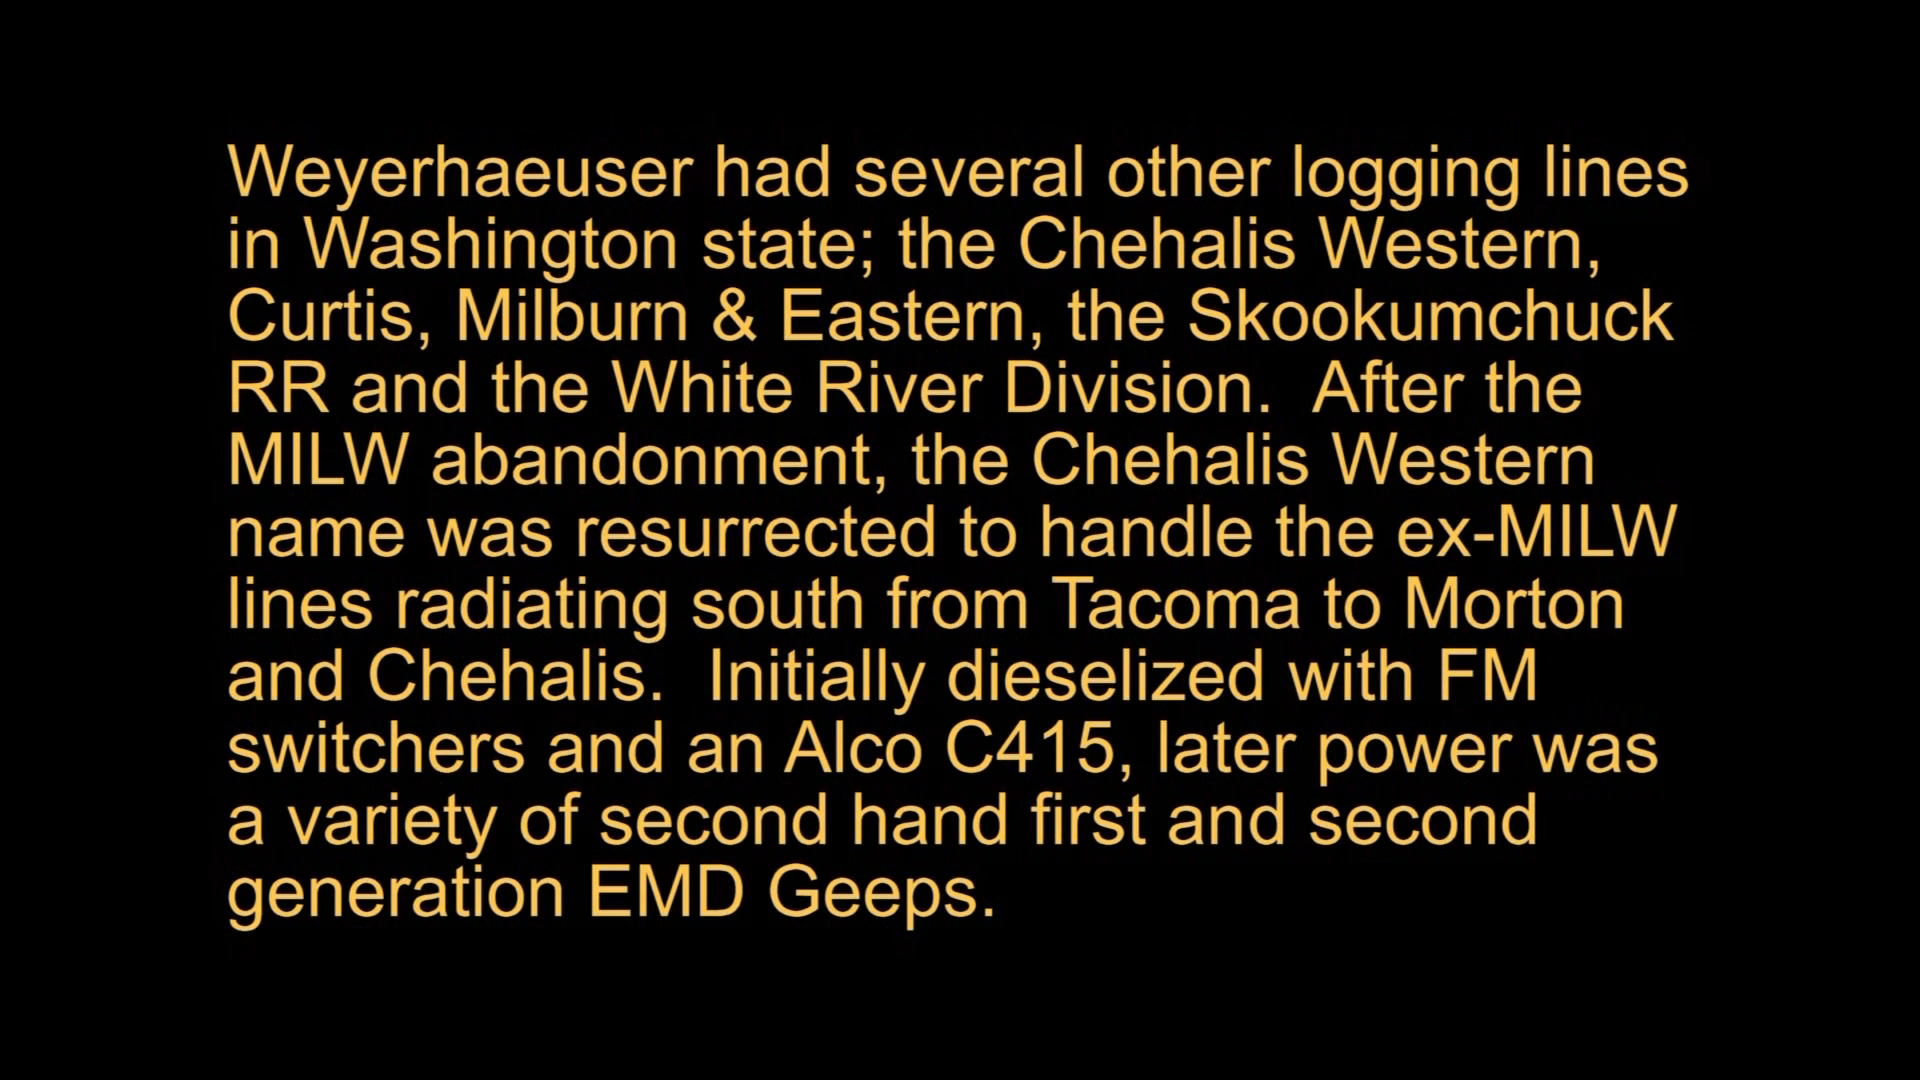 Weyerhaeuser had several other logging lines
in Washington state; the Chehalis Western,
Curtis, Milburn & Eastern, the Skookumchuck
RR and the White River Division.  After the
MILW abandonment, the Chehalis Western
name was resurrected to handle the ex-MILW
lines radiating south from Tacoma to Morton
and Chehalis.  Initially dieselized with FM
switchers and an Alco C415, later power was
a variety of second hand first and second
generation EMD Geeps.